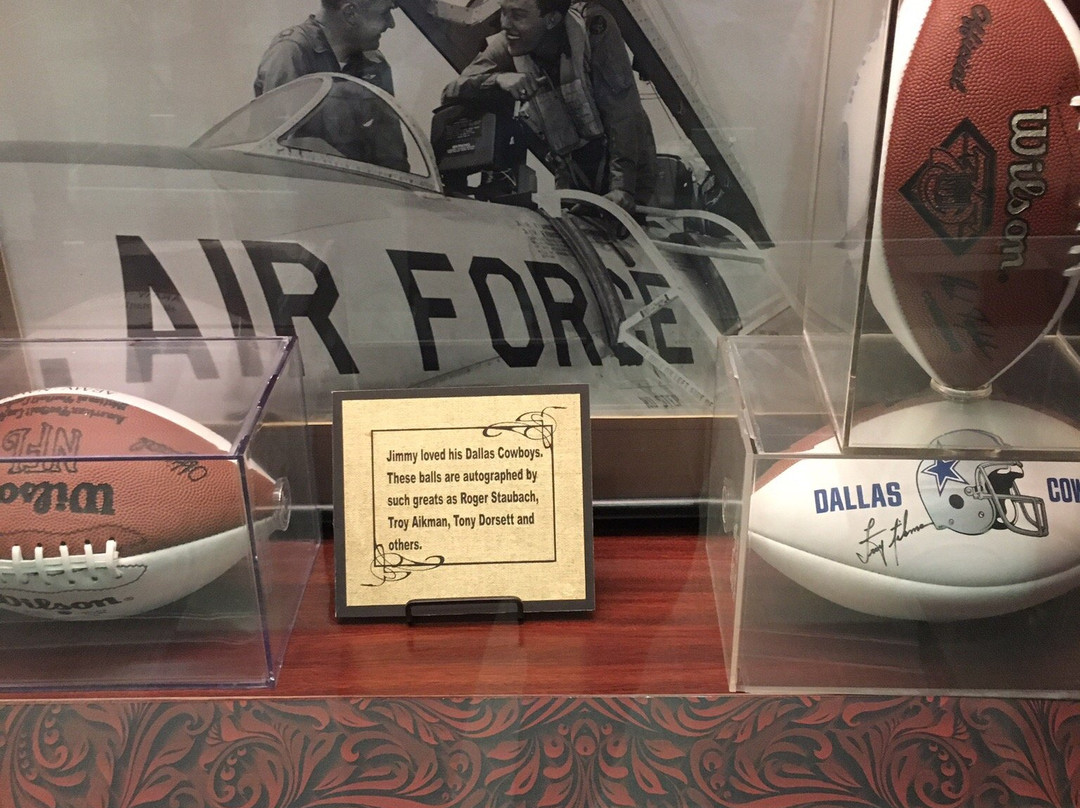 AIR FORCE
Wilson
NFL
Wilson
Wilson
Jimmy loved his Dallas Cowboys.
These balls are autographed by
such greats as Roger Staubach,
Troy Aikman, Tony Dorsett and
others.
DALLAS
COW